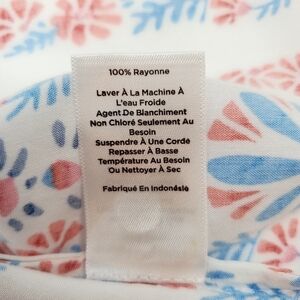 100% Rayonne
Laver À La Machine À
L'eau Froide
Agent De Blanchiment
Non Chloré Seulement Au
Besoin
Suspendre À Une Corde
Repasser À Basse
Température Au Besoin
Ou Nettoyer À Sec
Fabriqué En Indonésie